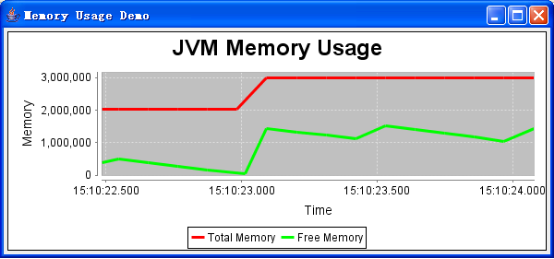 Memory Usage Demo
JVM Memory Usage
3,000,000
2,000,000
1,000,000
0
Memory
15:10:22.500 15:10:23.000 15:10:23.500 15:10:24.000
Time
Total Memory Free Memory